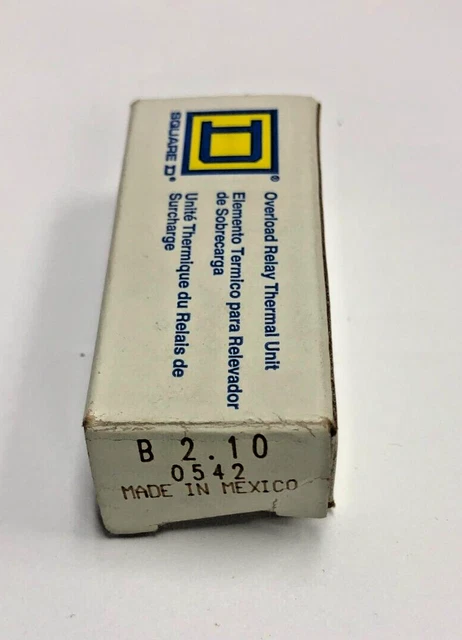 D®
SQUARE D®
Overload Relay Thermal Unit
Elemento Termico para Relevador
de Sobrecarga
Unité Thermique du Relais de
Surcharge
B 2.10
0542
MADE IN MEXICO